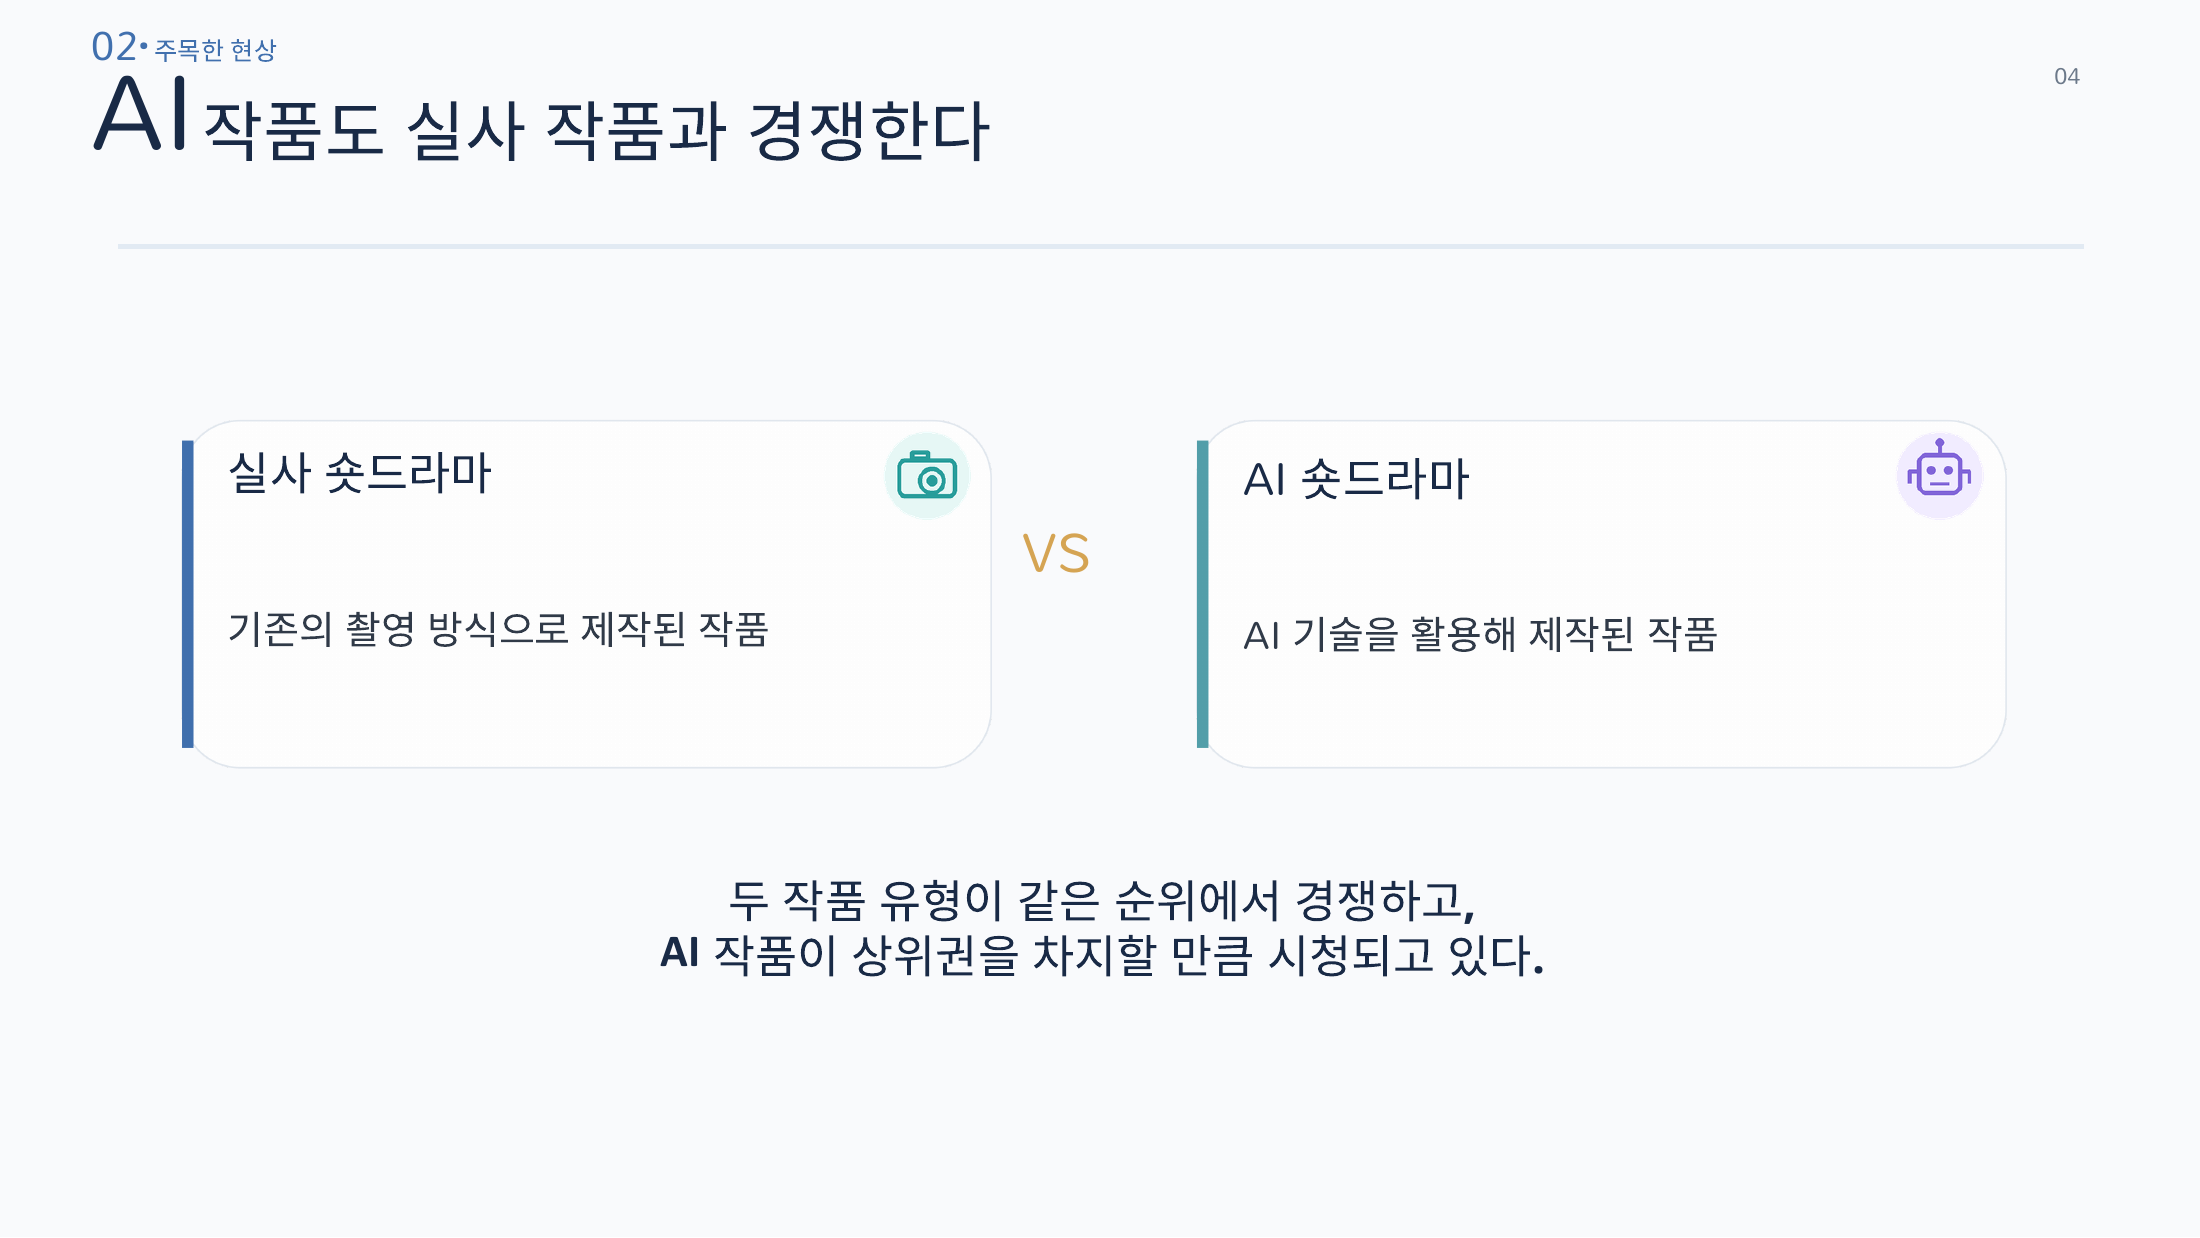 02• 주목한 현상
04
AI 작품도 실사 작품과 경쟁한다
실사 숏드라마
기존의 촬영 방식으로 제작된 작품
VS
AI 숏드라마
AI 기술을 활용해 제작된 작품
두 작품 유형이 같은 순위에서 경쟁하고,
AI 작품이 상위권을 차지할 만큼 시청되고 있다.